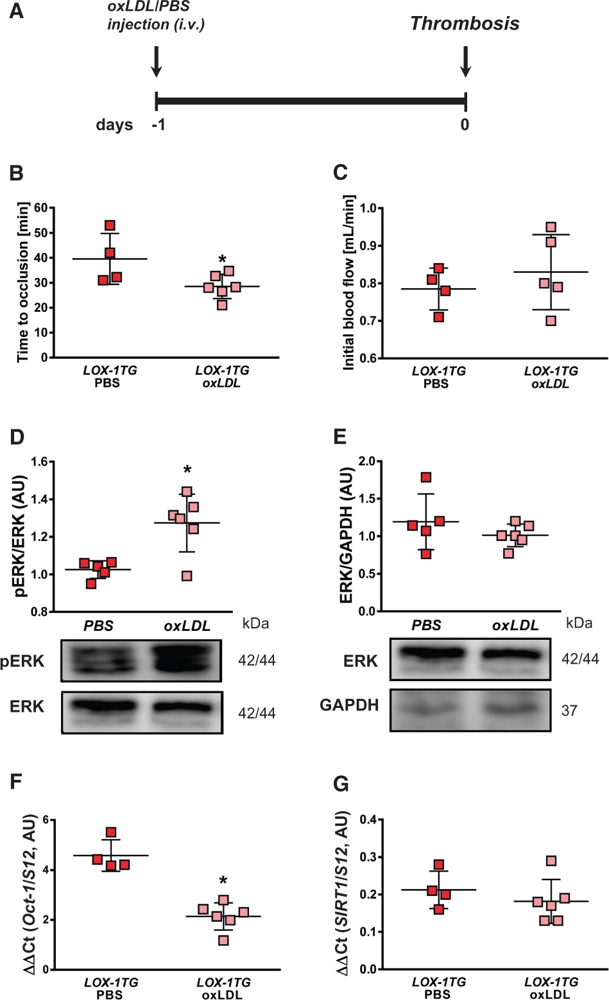 A
oxLDL/PBS
injection (i.v.)
Thrombosis
days -1 0
B
Time to occlusion [min]
60
50
40
30
20
10
0
*
LOX-1TG
PBS
LOX-1TG
oxLDL
C
Initial blood flow [mL/min]
1.0
0.9
0.8
0.7
0.6
LOX-1TG
PBS
LOX-1TG
oxLDL
D
pERK/ERK (AU)
1.6
1.4
1.2
1.0
0.8
*
PBS oxLDL kDa
pERK 42/44
ERK 42/44
E
ERK/GAPDH (AU)
2.0
1.5
1.0
0.5
0.0
PBS oxLDL kDa
ERK 42/44
GAPDH 37
F
ΔΔCt (Oct-1/S12, AU)
6
4
2
0
*
LOX-1TG
PBS
LOX-1TG
oxLDL
G
ΔΔCt (SIRT1/S12, AU)
0.4
0.3
0.2
0.1
0.0
LOX-1TG
PBS
LOX-1TG
oxLDL